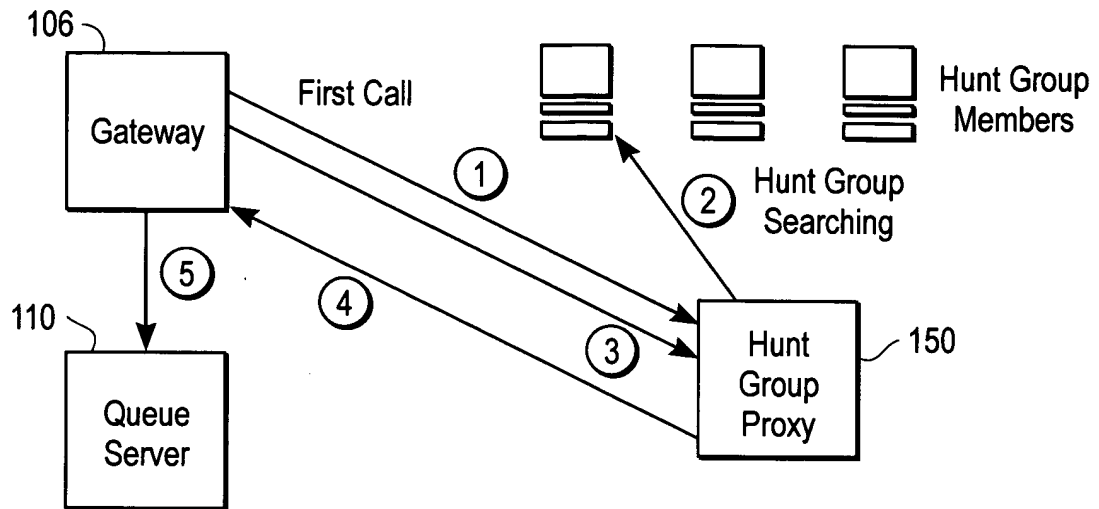 106
Gateway
First Call
Hunt Group
Members
1
2
Hunt Group
Searching
5
4
3
110
Queue
Server
Hunt
Group
Proxy
150